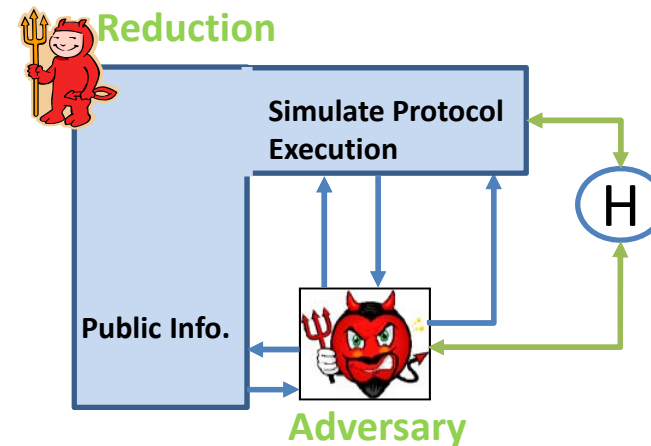 Reduction
Simulate Protocol
Execution
H
Public Info.
Adversary